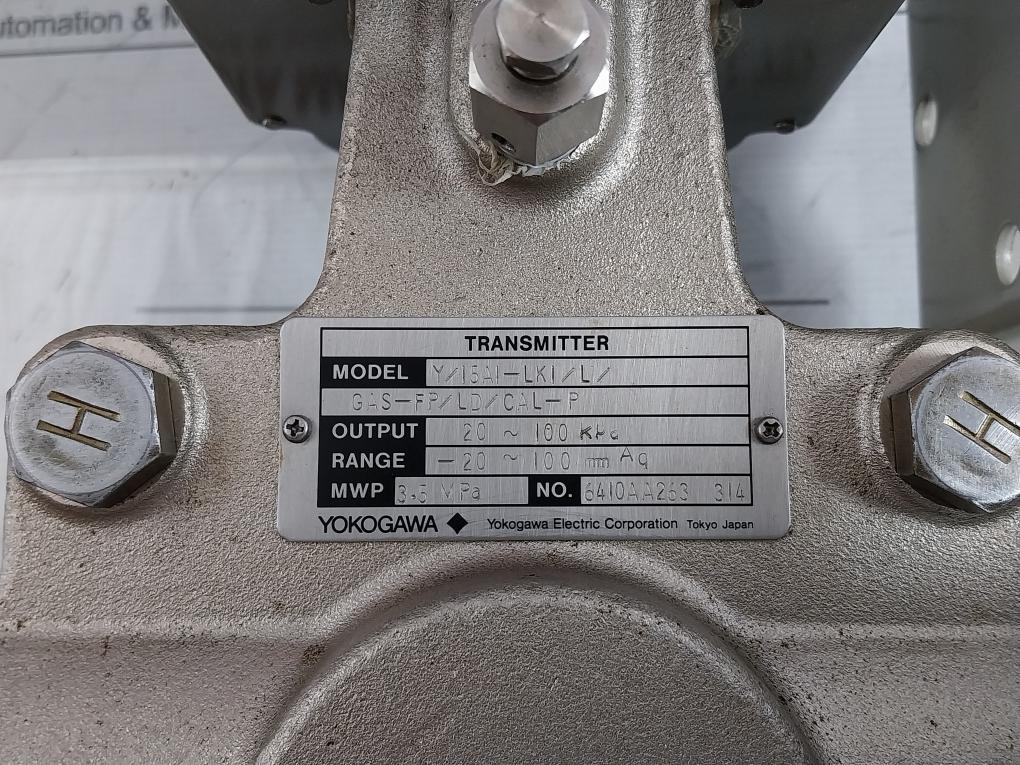 utomation & M
TRANSMITTER
MODEL Y/15A1-LK1/L/
GAS-FP/LD/CAL-P
OUTPUT 20 ~ 100 KPa
RANGE -20 ~ 100 mm Aq
MWP 3.5 MPa NO. 6410AA263 314
YOKOGAWA ◆ Yokogawa Electric Corporation Tokyo Japan
H H